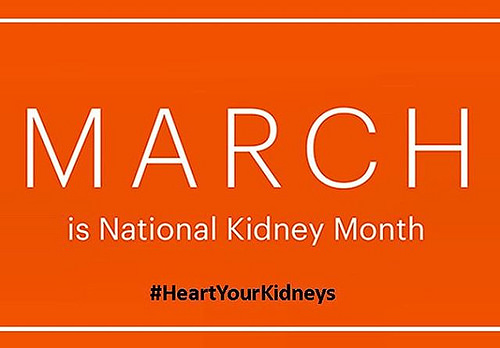 MARCH
is National Kidney Month
#HeartYourKidneys